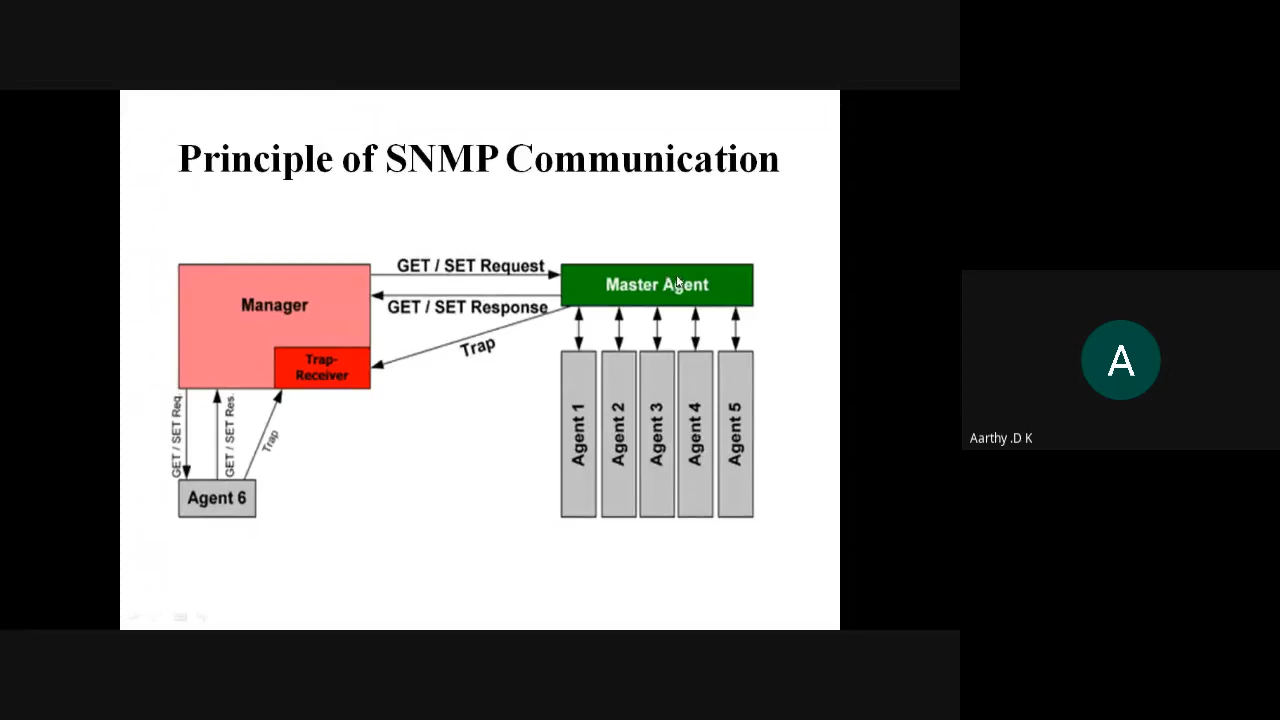 Principle of SNMP Communication
GET / SET Request
Manager
Master Agent
GET / SET Response
Trap
Trap-
Receiver
GET / SET Req.
GET / SET Res.
Trap
Agent 6
Agent 1
Agent 2
Agent 3
Agent 4
Agent 5
A
Aarthy .D K